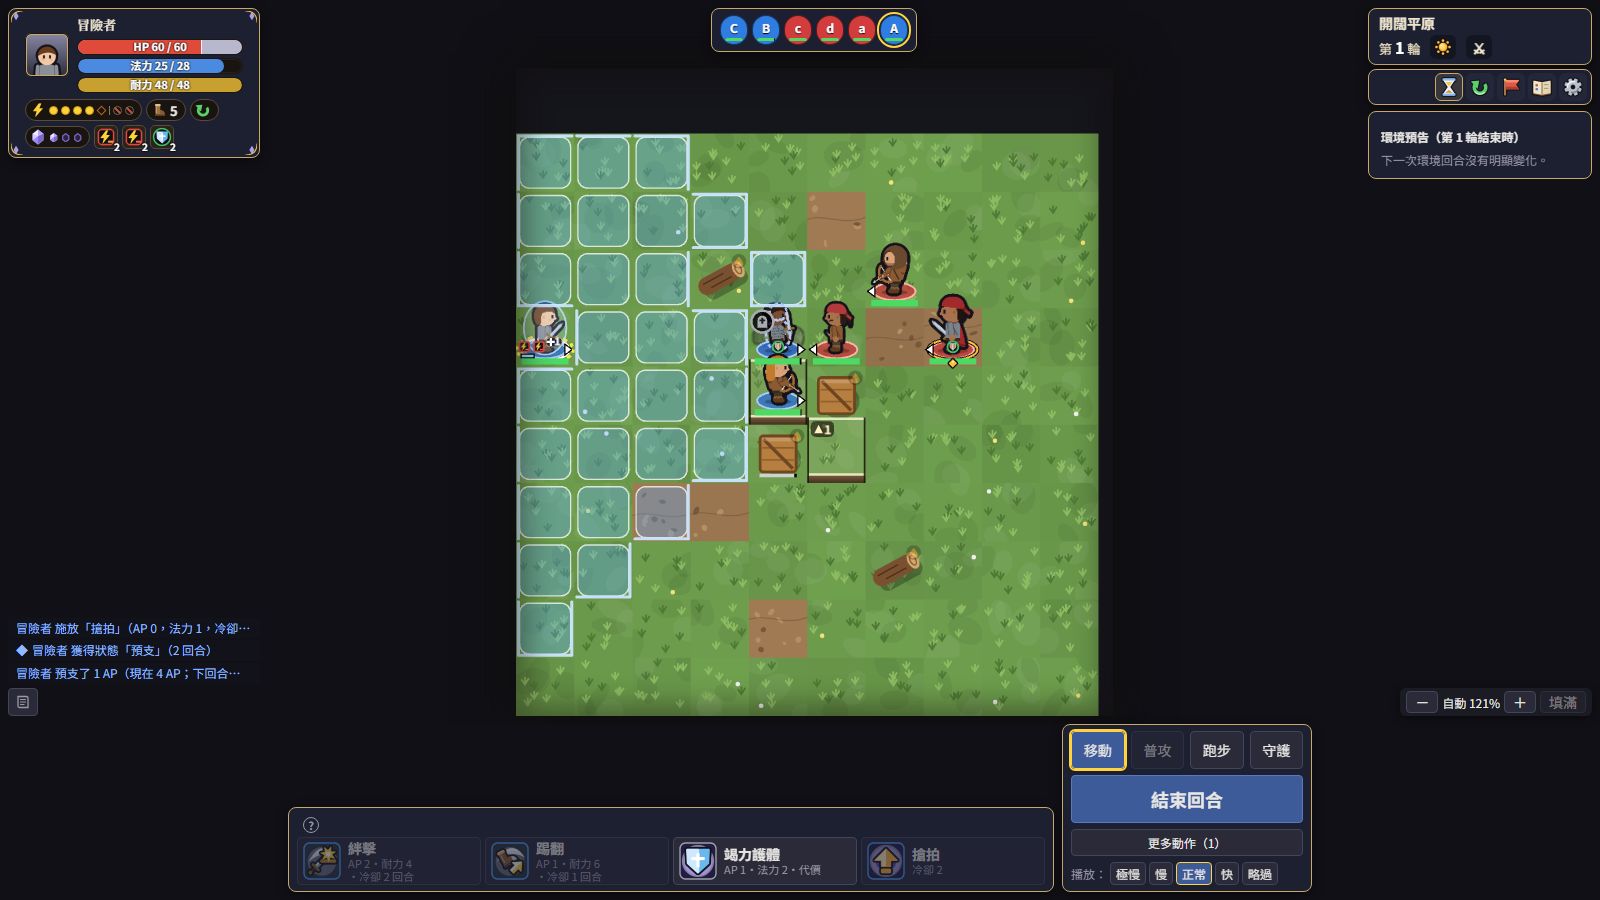 冒險者
HP 60 / 60
法力 25 / 28
耐力 48 / 48
5
2
2
2
C B c d a A
開闊平原
第 1 輪
環境預告（第 1 輪結束時）
下一次環境回合沒有明顯變化。
+1
▲1
冒險者 施放「搶拍」（AP 0，法力 1，冷卻…
◆ 冒險者 獲得狀態「預支」（2 回合）
冒險者 預支了 1 AP（現在 4 AP；下回合…
− 自動 121% + 填滿
移動 普攻 跑步 守護
結束回合
更多動作（1）
播放： 極慢 慢 正常 快 略過
?
絆擊
AP 2・耐力 4
・冷卻 2 回合
踢翻
AP 1・耐力 6
・冷卻 1 回合
竭力護體
AP 1・法力 2・代價
搶拍
冷卻 2